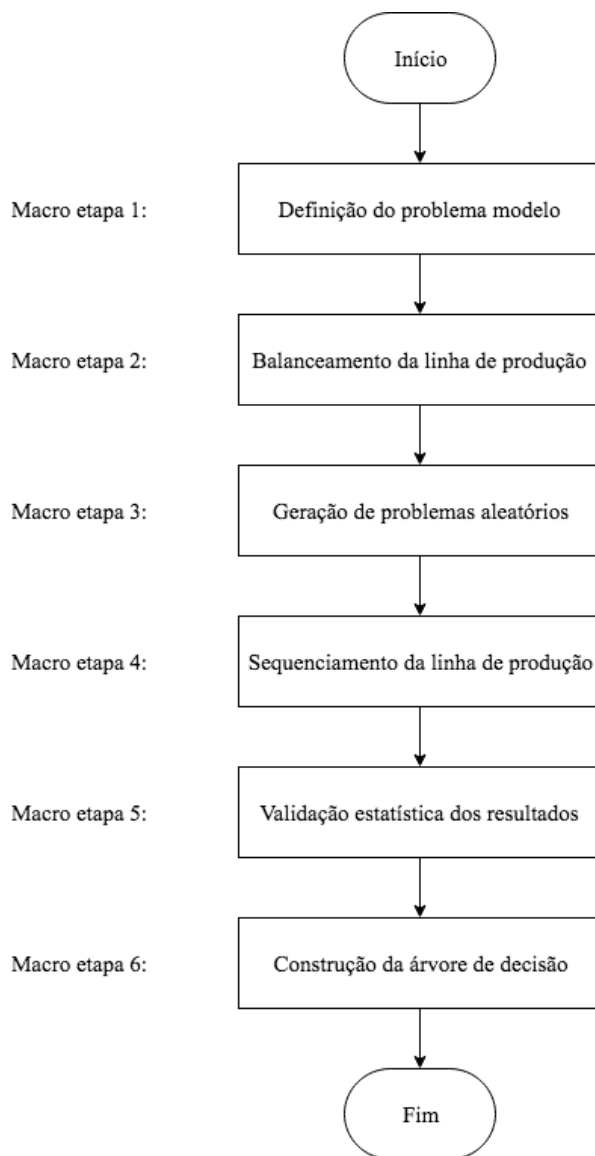 Início
Macro etapa 1:
Definição do problema modelo
Macro etapa 2:
Balanceamento da linha de produção
Macro etapa 3:
Geração de problemas aleatórios
Macro etapa 4:
Sequenciamento da linha de produção
Macro etapa 5:
Validação estatística dos resultados
Macro etapa 6:
Construção da árvore de decisão
Fim